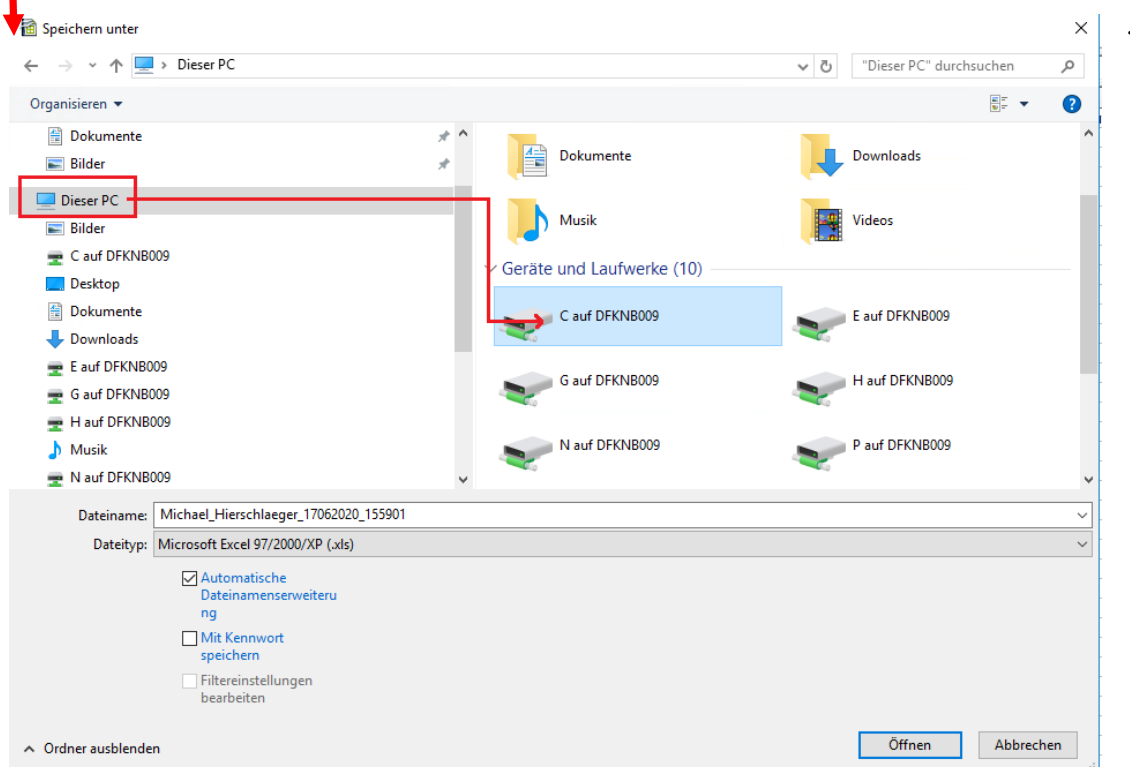 Speichern unter
Dieser PC
"Dieser PC" durchsuchen
Organisieren
Dokumente
Bilder
Dieser PC
Bilder
C auf DFKNB009
Desktop
Dokumente
Downloads
E auf DFKNB009
G auf DFKNB009
H auf DFKNB009
Musik
N auf DFKNB009
Dokumente
Downloads
Musik
Videos
Geräte und Laufwerke (10)
C auf DFKNB009
E auf DFKNB009
G auf DFKNB009
H auf DFKNB009
N auf DFKNB009
P auf DFKNB009
Dateiname: Michael_Hierschlaeger_17062020_155901
Dateityp: Microsoft Excel 97/2000/XP (.xls)
Automatische
Dateinamenserweiteru
ng
Mit Kennwort
speichern
Filtereinstellungen
bearbeiten
Ordner ausblenden
Öffnen
Abbrechen